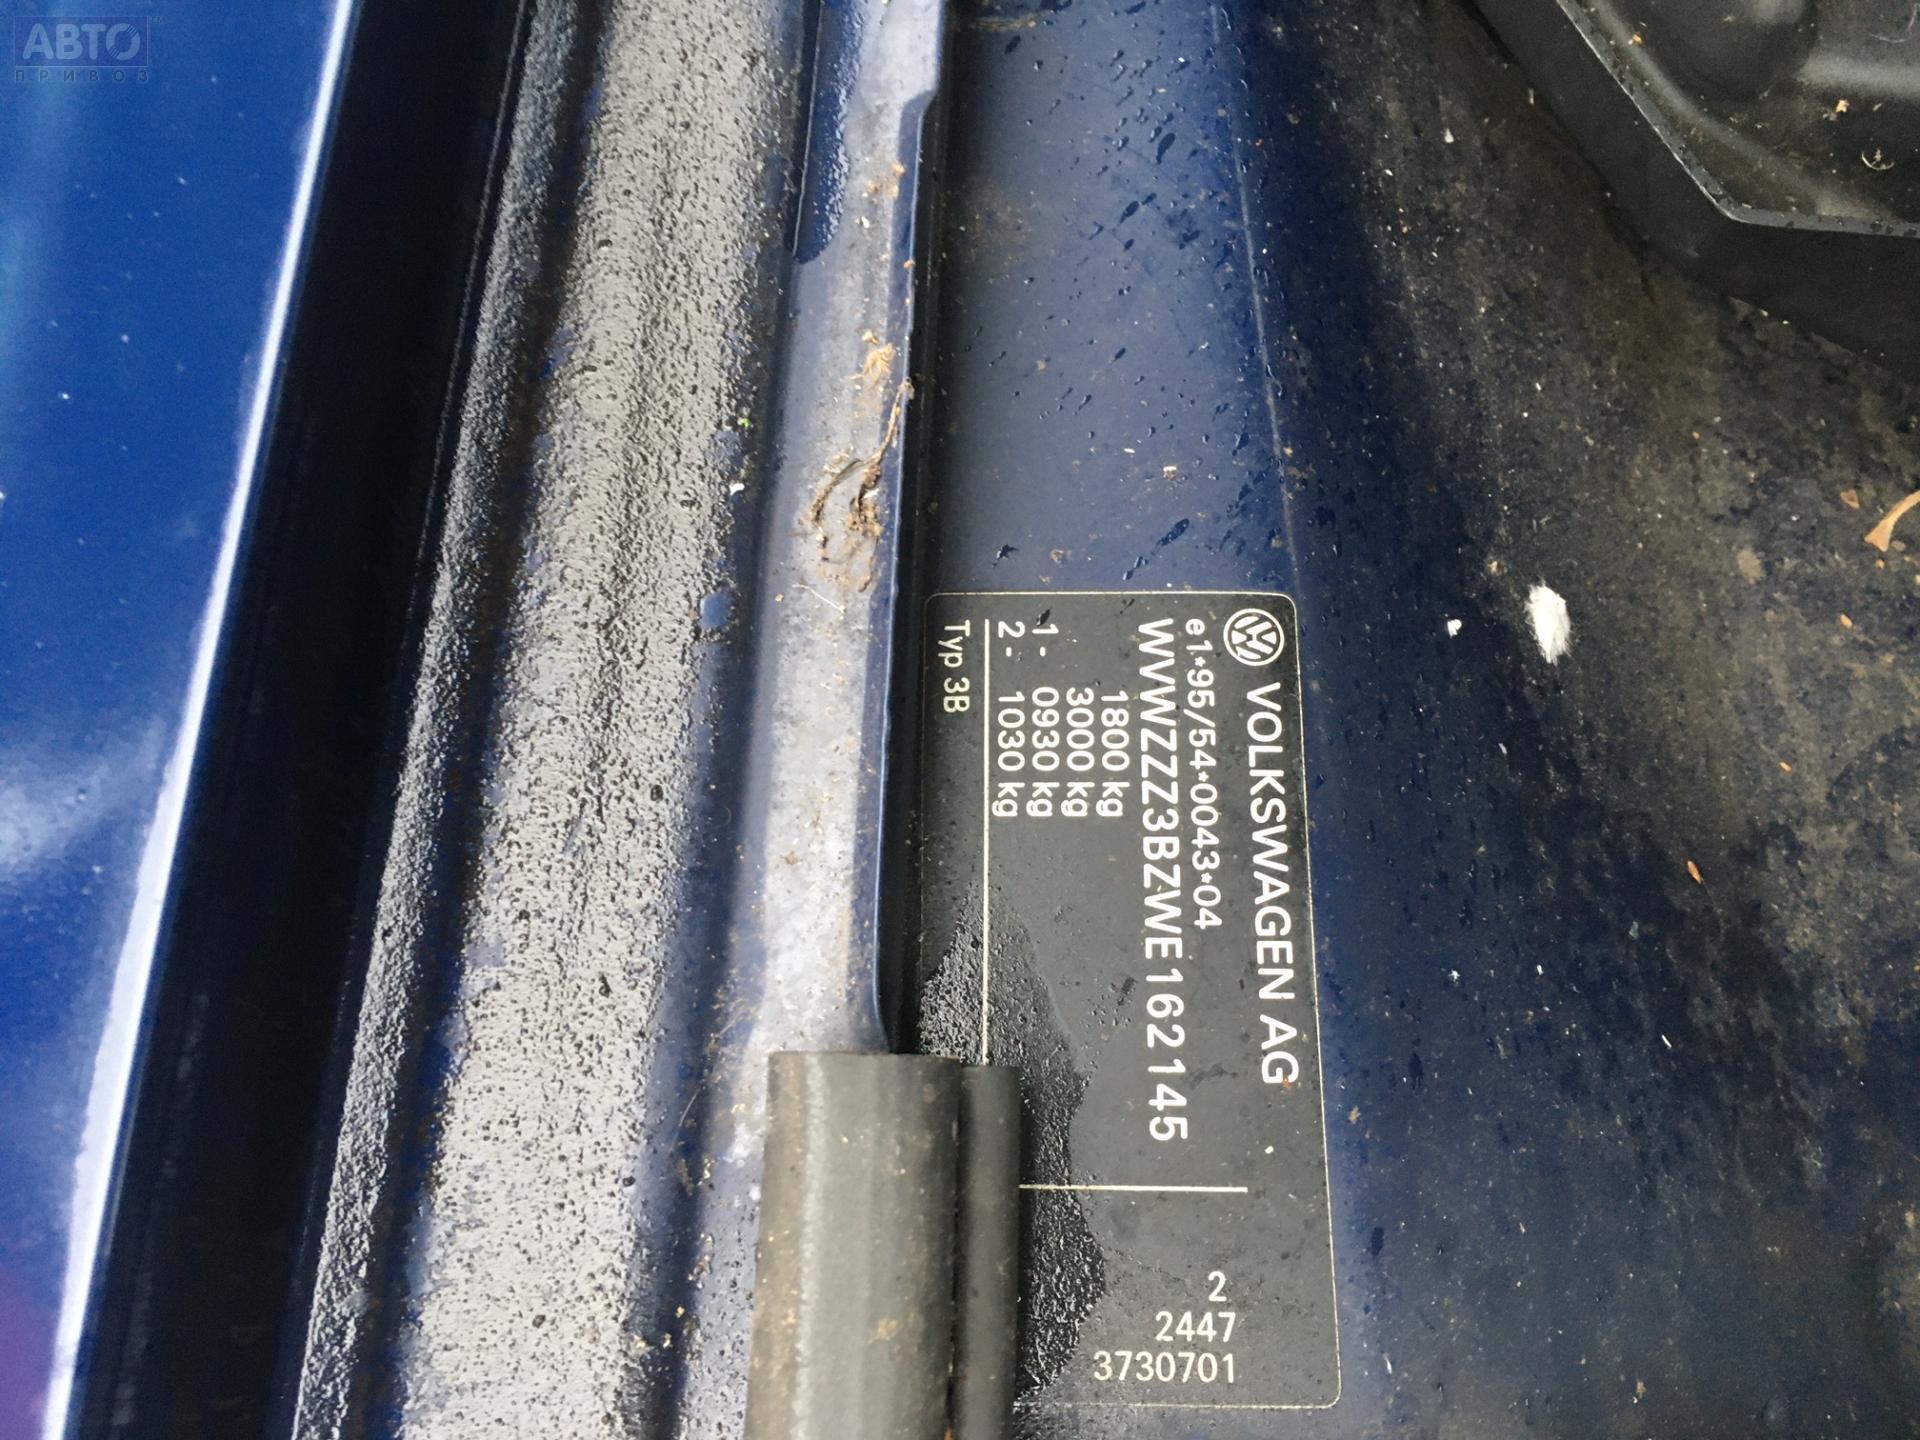 АВТО
ПРИВОЗ
VOLKSWAGEN AG
e1*95/54*0043*04
WVWZZZ3BZWE162145
1800 kg
3000 kg
1- 0930 kg
2- 1030 kg
Typ 3B
2
2447
3730701